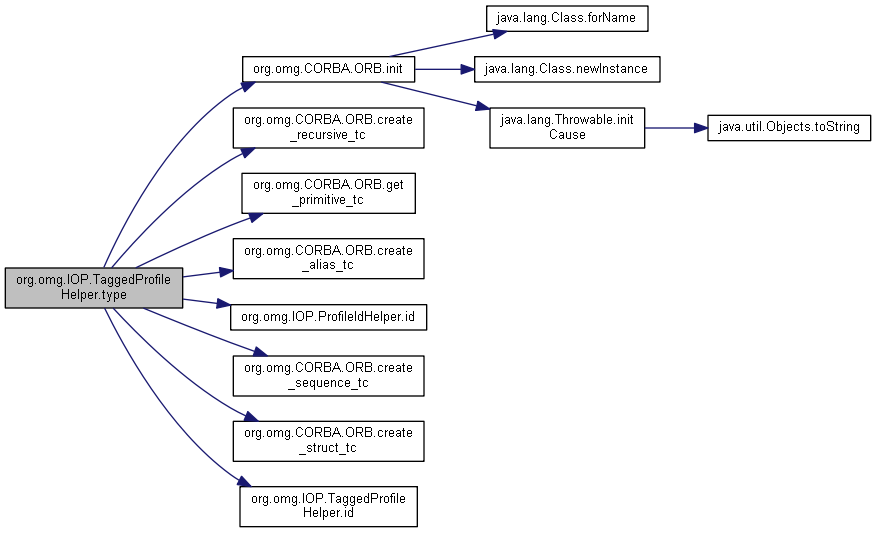 java.lang.Class.forName
org.omg.CORBA.ORB.init
java.lang.Class.newInstance
org.omg.CORBA.ORB.create
_recursive_tc
java.lang.Throwable.init
Cause
java.util.Objects.toString
org.omg.CORBA.ORB.get
_primitive_tc
org.omg.CORBA.ORB.create
_alias_tc
org.omg.IOP.TaggedProfile
Helper.type
org.omg.IOP.ProfileIdHelper.id
org.omg.CORBA.ORB.create
_sequence_tc
org.omg.CORBA.ORB.create
_struct_tc
org.omg.IOP.TaggedProfile
Helper.id